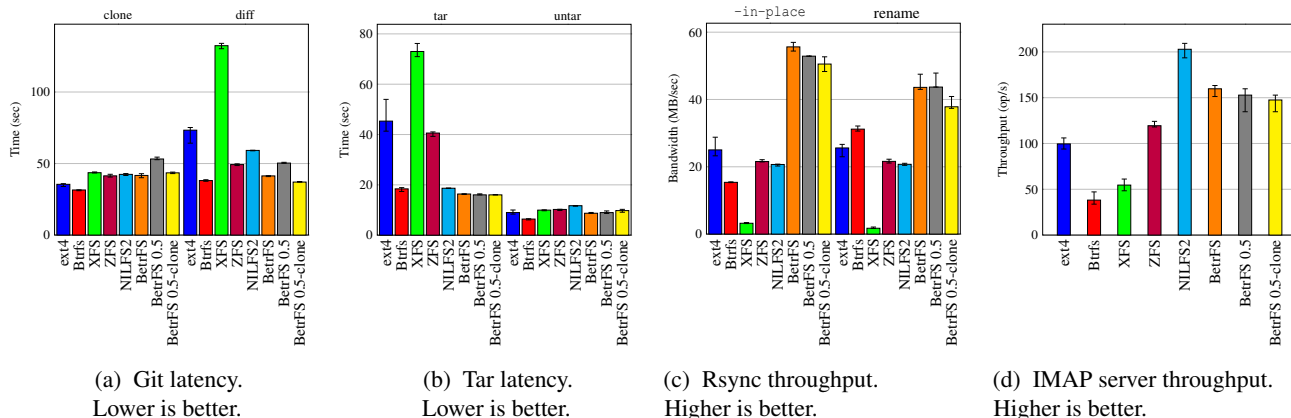 clone diff
Time (sec)
100
50
0
ext4
Btrfs
XFS
ZFS
NILFS2
BetrFS
BetrFS 0.5
BetrFS 0.5-clone
ext4
Btrfs
XFS
ZFS
NILFS2
BetrFS
BetrFS 0.5
BetrFS 0.5-clone
(a) Git latency.
Lower is better.
tar untar
Time (sec)
80
60
40
20
0
ext4
Btrfs
XFS
ZFS
NILFS2
BetrFS
BetrFS 0.5
BetrFS 0.5-clone
ext4
Btrfs
XFS
ZFS
NILFS2
BetrFS
BetrFS 0.5
BetrFS 0.5-clone
(b) Tar latency.
Lower is better.
-in-place rename
Bandwidth (MB/sec)
60
40
20
0
ext4
Btrfs
XFS
ZFS
NILFS2
BetrFS
BetrFS 0.5
BetrFS 0.5-clone
ext4
Btrfs
XFS
ZFS
NILFS2
BetrFS
BetrFS 0.5
BetrFS 0.5-clone
(c) Rsync throughput.
Higher is better.
Throughput (op/s)
200
150
100
50
0
ext4
Btrfs
XFS
ZFS
NILFS2
BetrFS
BetrFS 0.5
BetrFS 0.5-clone
(d) IMAP server throughput.
Higher is better.